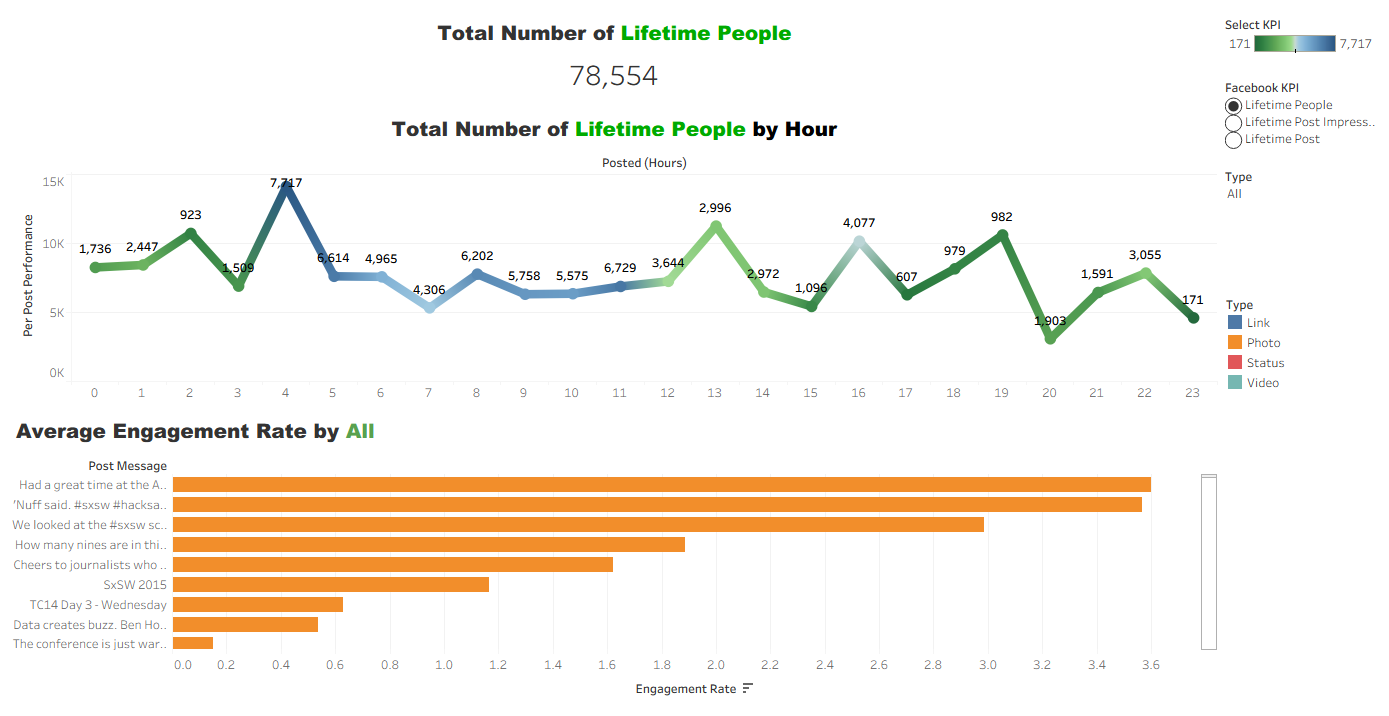 Total Number of Lifetime People
78,554
Total Number of Lifetime People by Hour
Posted (Hours)
Per Post Performance
15K
10K
5K
0K
1,736
2,447
923
1,509
7,717
6,614
4,965
4,306
6,202
5,758
5,575
6,729
3,644
2,996
2,972
1,096
4,077
607
979
982
1,903
1,591
3,055
171
0 1 2 3 4 5 6 7 8 9 10 11 12 13 14 15 16 17 18 19 20 21 22 23
Select KPI
171 7,717
Facebook KPI
Lifetime People
Lifetime Post Impress..
Lifetime Post
Type
All
Type
Link
Photo
Status
Video
Average Engagement Rate by All
Post Message
Had a great time at the A..
'Nuff said. #sxsw #hacksa..
We looked at the #sxsw sc..
How many nines are in thi..
Cheers to journalists who ..
SxSW 2015
TC14 Day 3 - Wednesday
Data creates buzz. Ben Ho..
The conference is just war..
0.0 0.2 0.4 0.6 0.8 1.0 1.2 1.4 1.6 1.8 2.0 2.2 2.4 2.6 2.8 3.0 3.2 3.4 3.6
Engagement Rate